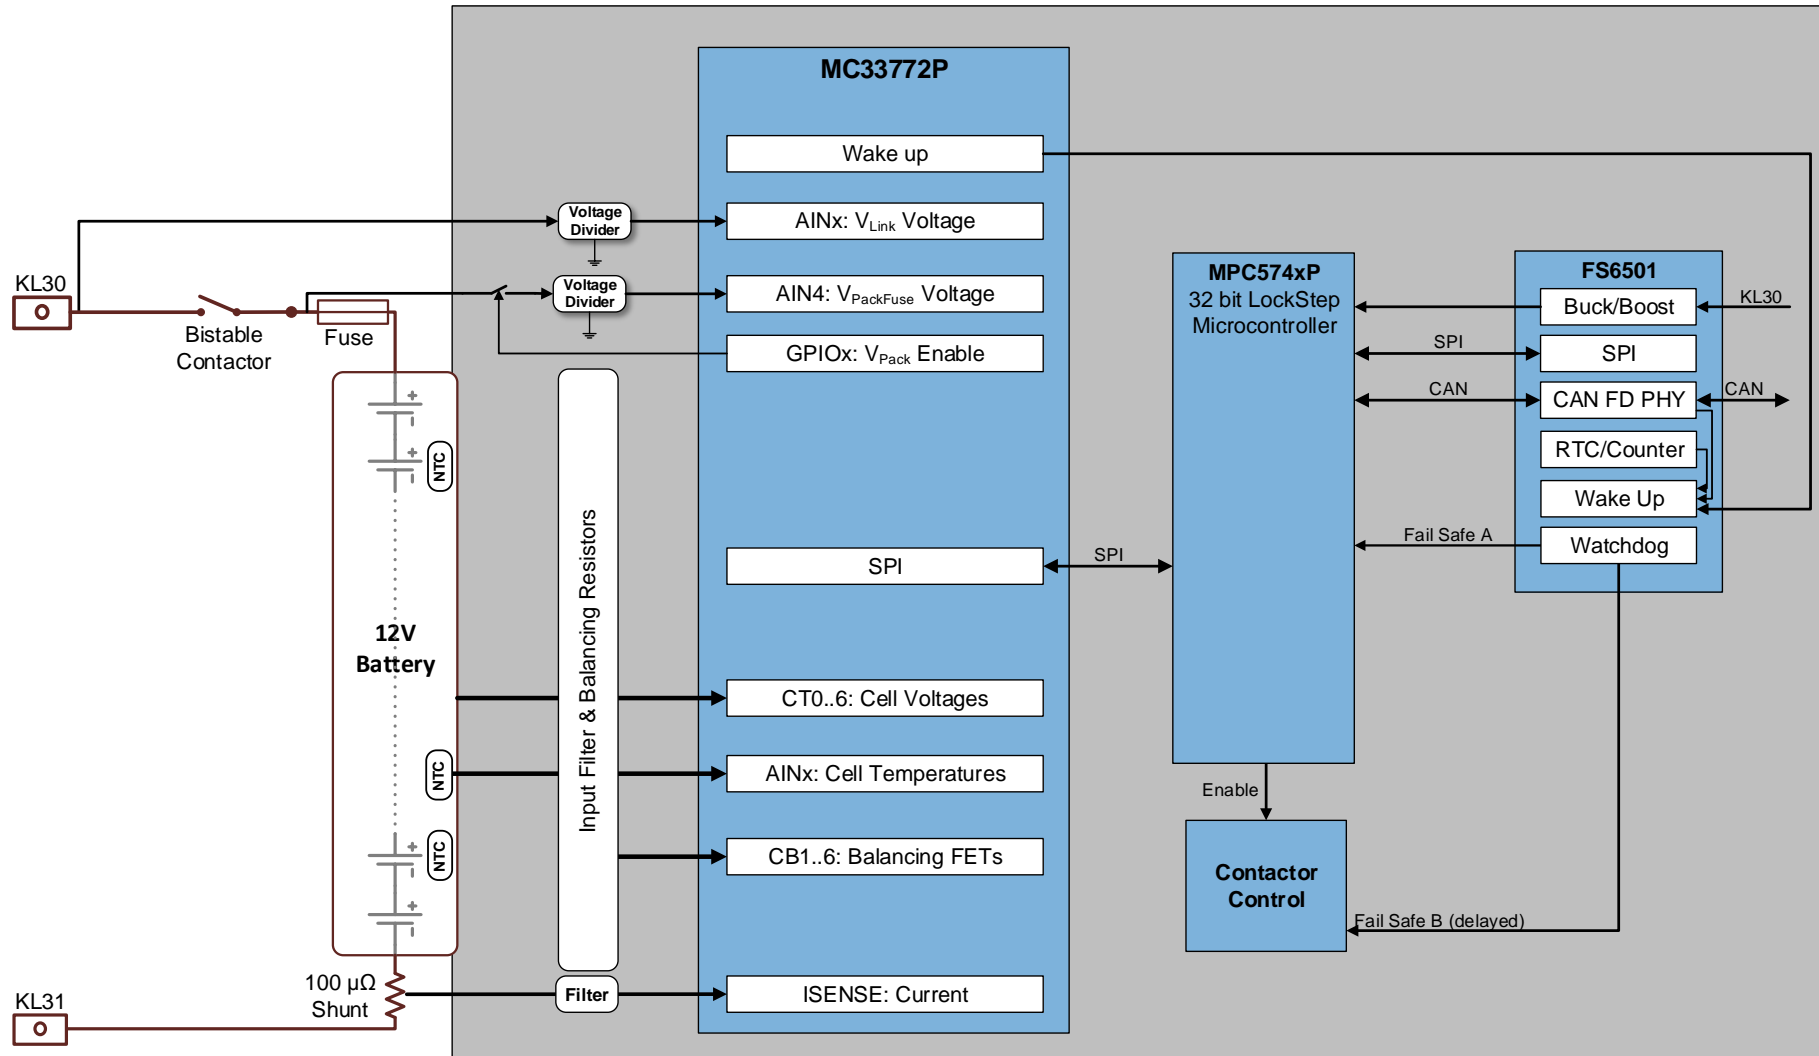 MC33772P
Wake up
Voltage
Divider
AINx: VLink Voltage
KL30
Bistable
Contactor
Fuse
Voltage
Divider
AIN4: VPackFuse Voltage
GPIOx: VPack Enable
MPC574xP
32 bit LockStep
Microcontroller
FS6501
Buck/Boost
KL30
SPI
SPI
CAN
CAN FD PHY
CAN
RTC/Counter
Wake Up
Fail Safe A
Watchdog
+
-
+
-
NTC
12V
Battery
NTC
+
-
NTC
+
-
Input Filter & Balancing Resistors
SPI
SPI
CT0..6: Cell Voltages
AINx: Cell Temperatures
CB1..6: Balancing FETs
Enable
Contactor
Control
Fail Safe B (delayed)
100 µΩ
Shunt
Filter
ISENSE: Current
KL31